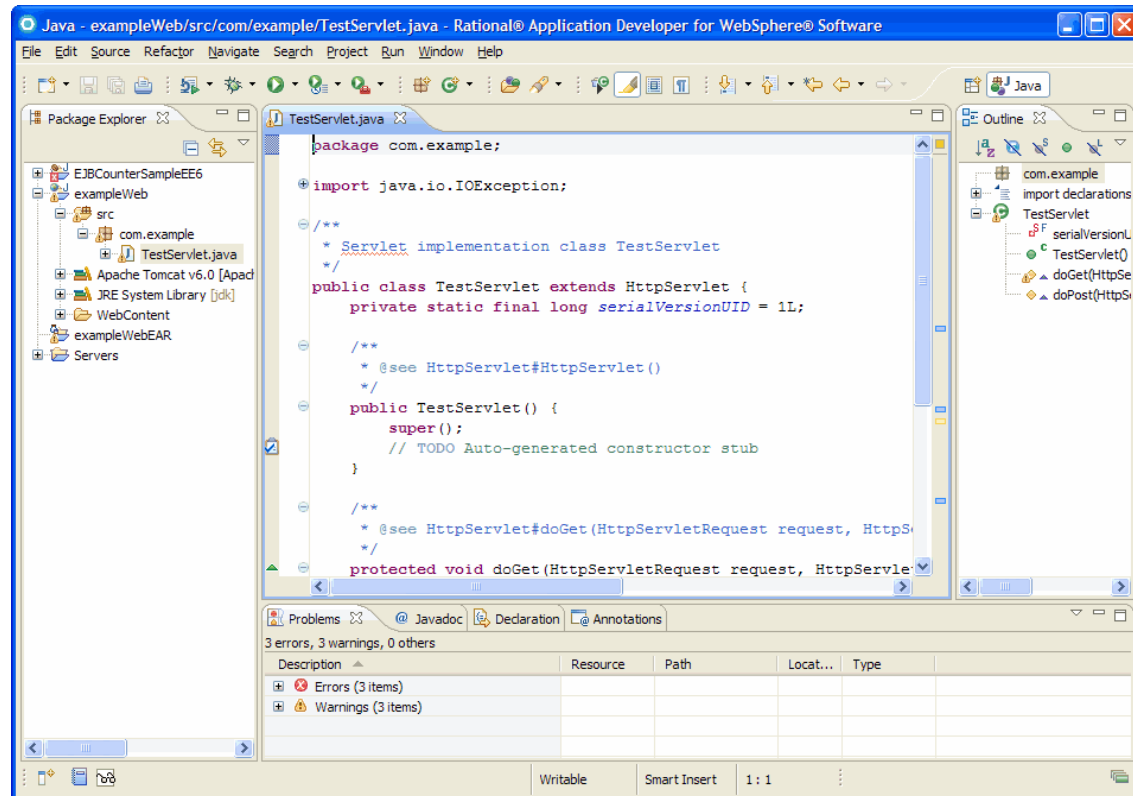 Java - exampleWeb/src/com/example/TestServlet.java - Rational® Application Developer for WebSphere® Software
File Edit Source Refactor Navigate Search Project Run Window Help
Java
Package Explorer
EJBCounterSampleEE6
exampleWeb
src
com.example
TestServlet.java
Apache Tomcat v6.0 [Apach
JRE System Library [jdk]
WebContent
exampleWebEAR
Servers
TestServlet.java
package com.example;
import java.io.IOException;
/**
* Servlet implementation class TestServlet
*/
public class TestServlet extends HttpServlet {
private static final long serialVersionUID = 1L;
/**
* @see HttpServlet#HttpServlet()
*/
public TestServlet() {
super();
// TODO Auto-generated constructor stub
}
/**
* @see HttpServlet#doGet(HttpServletRequest request, HttpS
*/
protected void doGet(HttpServletRequest request, HttpServle
Outline
com.example
import declarations
TestServlet
serialVersionU
TestServlet()
doGet(HttpSe
doPost(HttpS
Problems @ Javadoc Declaration Annotations
3 errors, 3 warnings, 0 others
Description Resource Path Locat... Type
Errors (3 items)
Warnings (3 items)
Writable Smart Insert 1 : 1